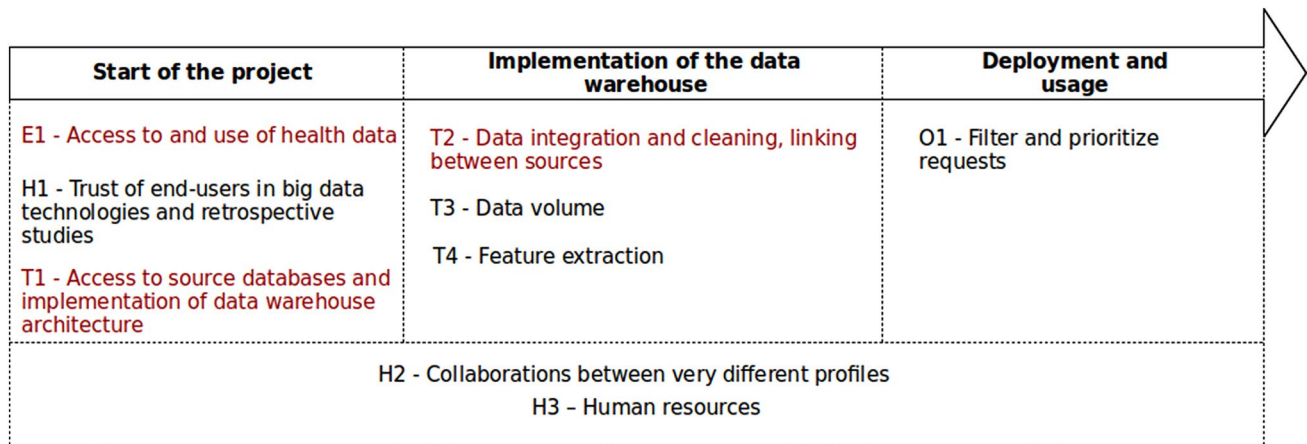 Start of the project
Implementation of the data
warehouse
Deployment and
usage
E1 - Access to and use of health data
H1 - Trust of end-users in big data
technologies and retrospective
studies
T1 - Access to source databases and
implementation of data warehouse
architecture
T2 - Data integration and cleaning, linking
between sources
T3 - Data volume
T4 - Feature extraction
O1 - Filter and prioritize
requests
H2 - Collaborations between very different profiles
H3 – Human resources